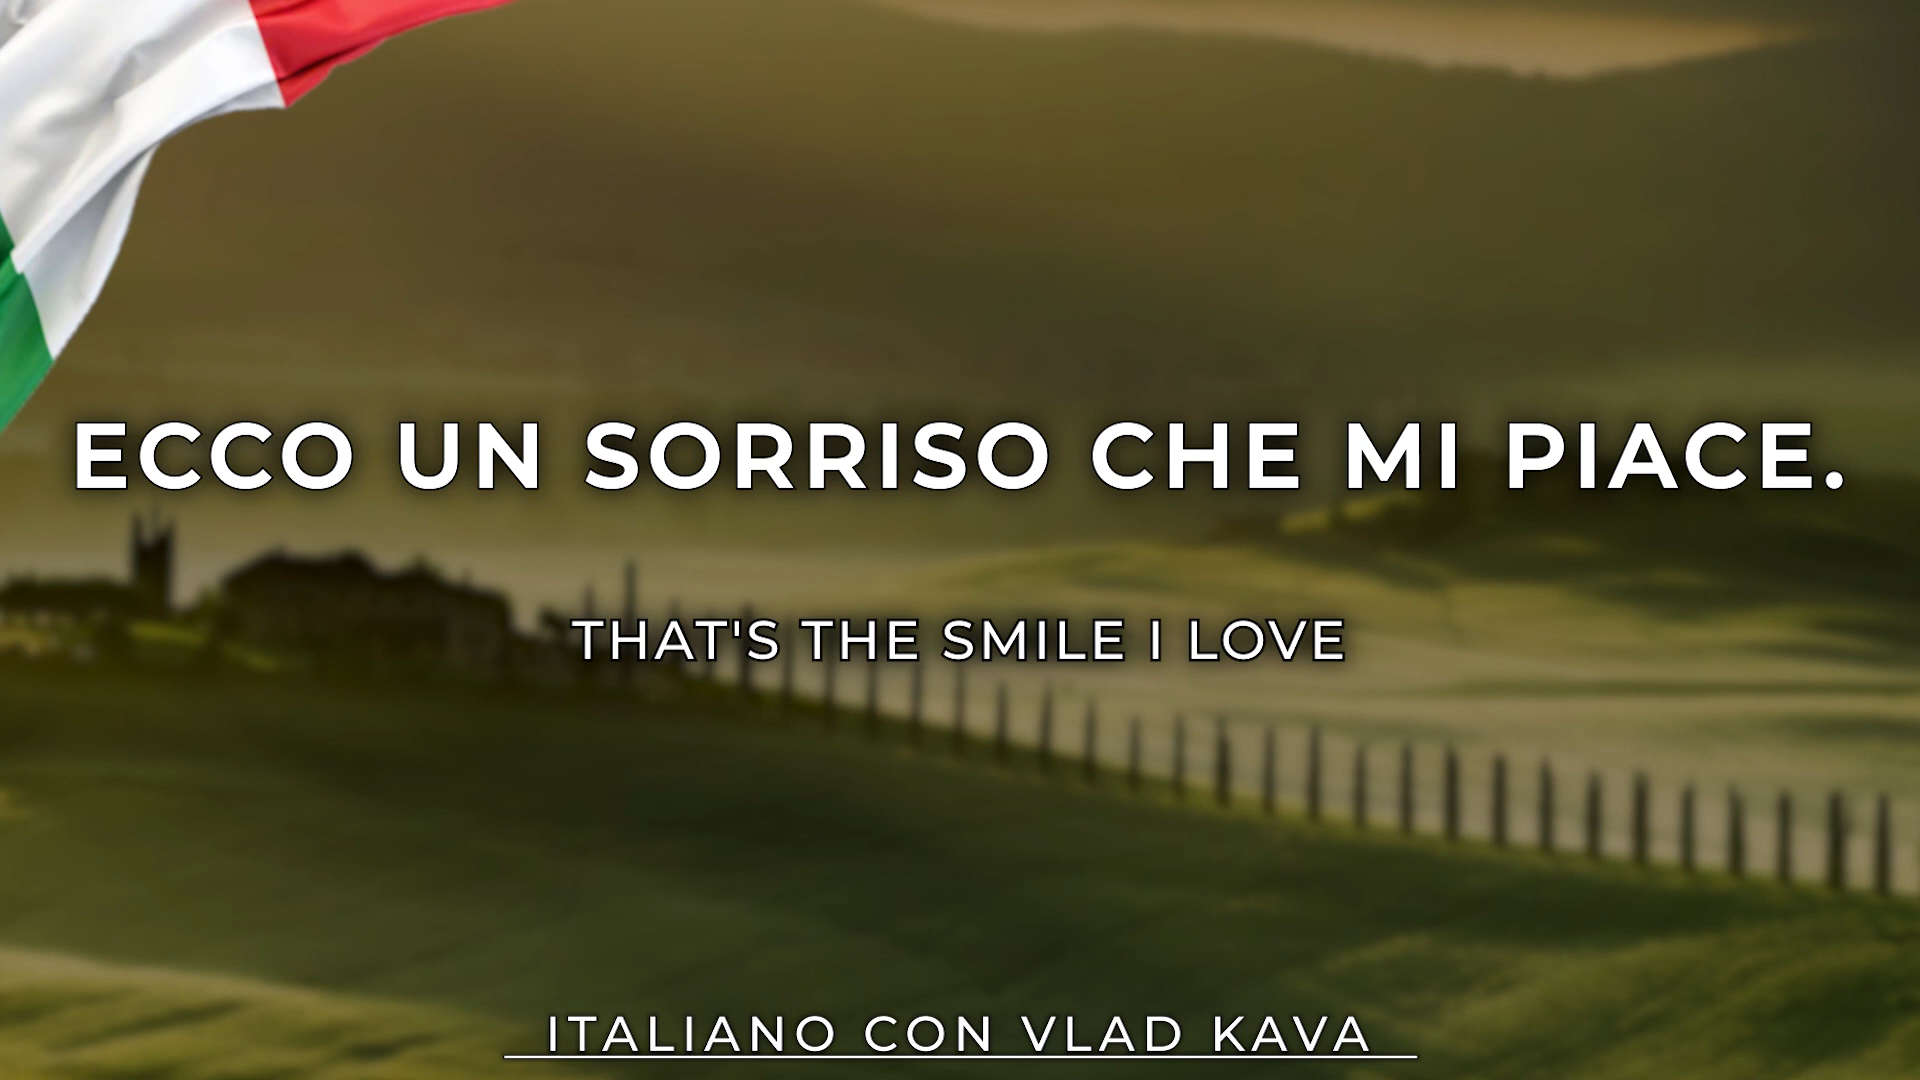 ECCO UN SORRISO CHE MI PIACE.
THAT'S THE SMILE I LOVE
ITALIANO CON VLAD KAVA